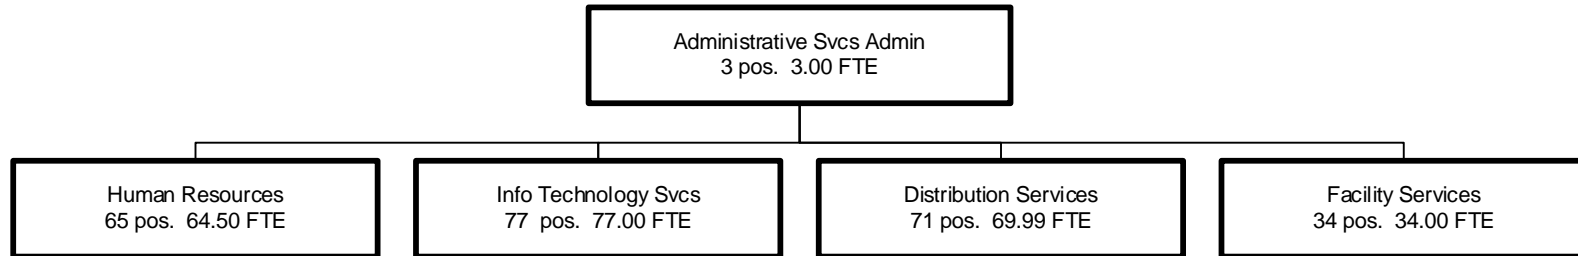 Administrative Svcs Admin
3 pos.  3.00 FTE
Human Resources
65 pos.  64.50 FTE
Info Technology Svcs
77  pos.  77.00 FTE
Distribution Services
71 pos.  69.99 FTE
Facility Services
34 pos.  34.00 FTE